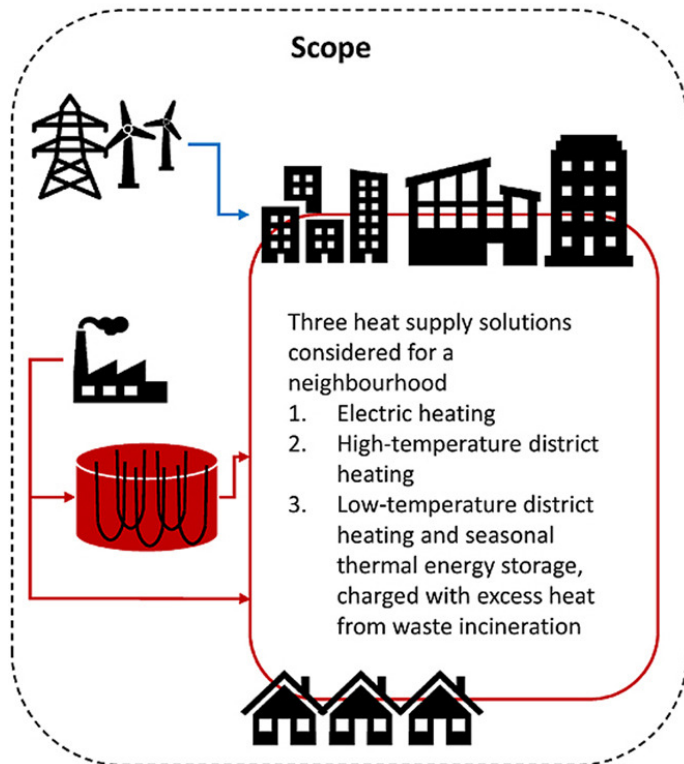 Scope
Three heat supply solutions
considered for a
neighbourhood
1. Electric heating
2. High-temperature district
heating
3. Low-temperature district
heating and seasonal
thermal energy storage,
charged with excess heat
from waste incineration